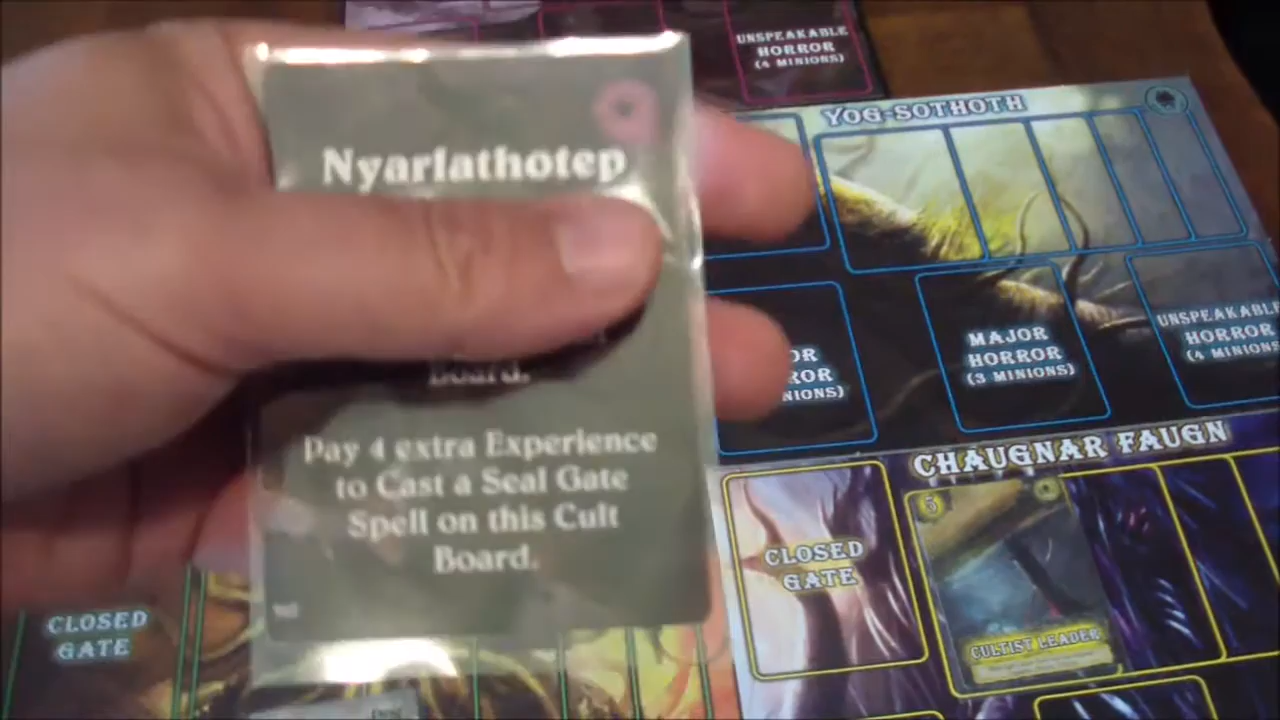 UNSPEAKABLE
HORROR
(4 MINIONS)
YOG-SOTHOTH
Nyarlathotep
Board.
Pay 4 extra Experience
to Cast a Seal Gate
Spell on this Cult
Board.
MAJOR
HORROR
(3 MINIONS)
UNSPEAKABLE
HORROR
(4 MINIONS
CHAUGNAR FAUGN
CLOSED
GATE
5
CULTIST LEADER
CLOSED
GATE